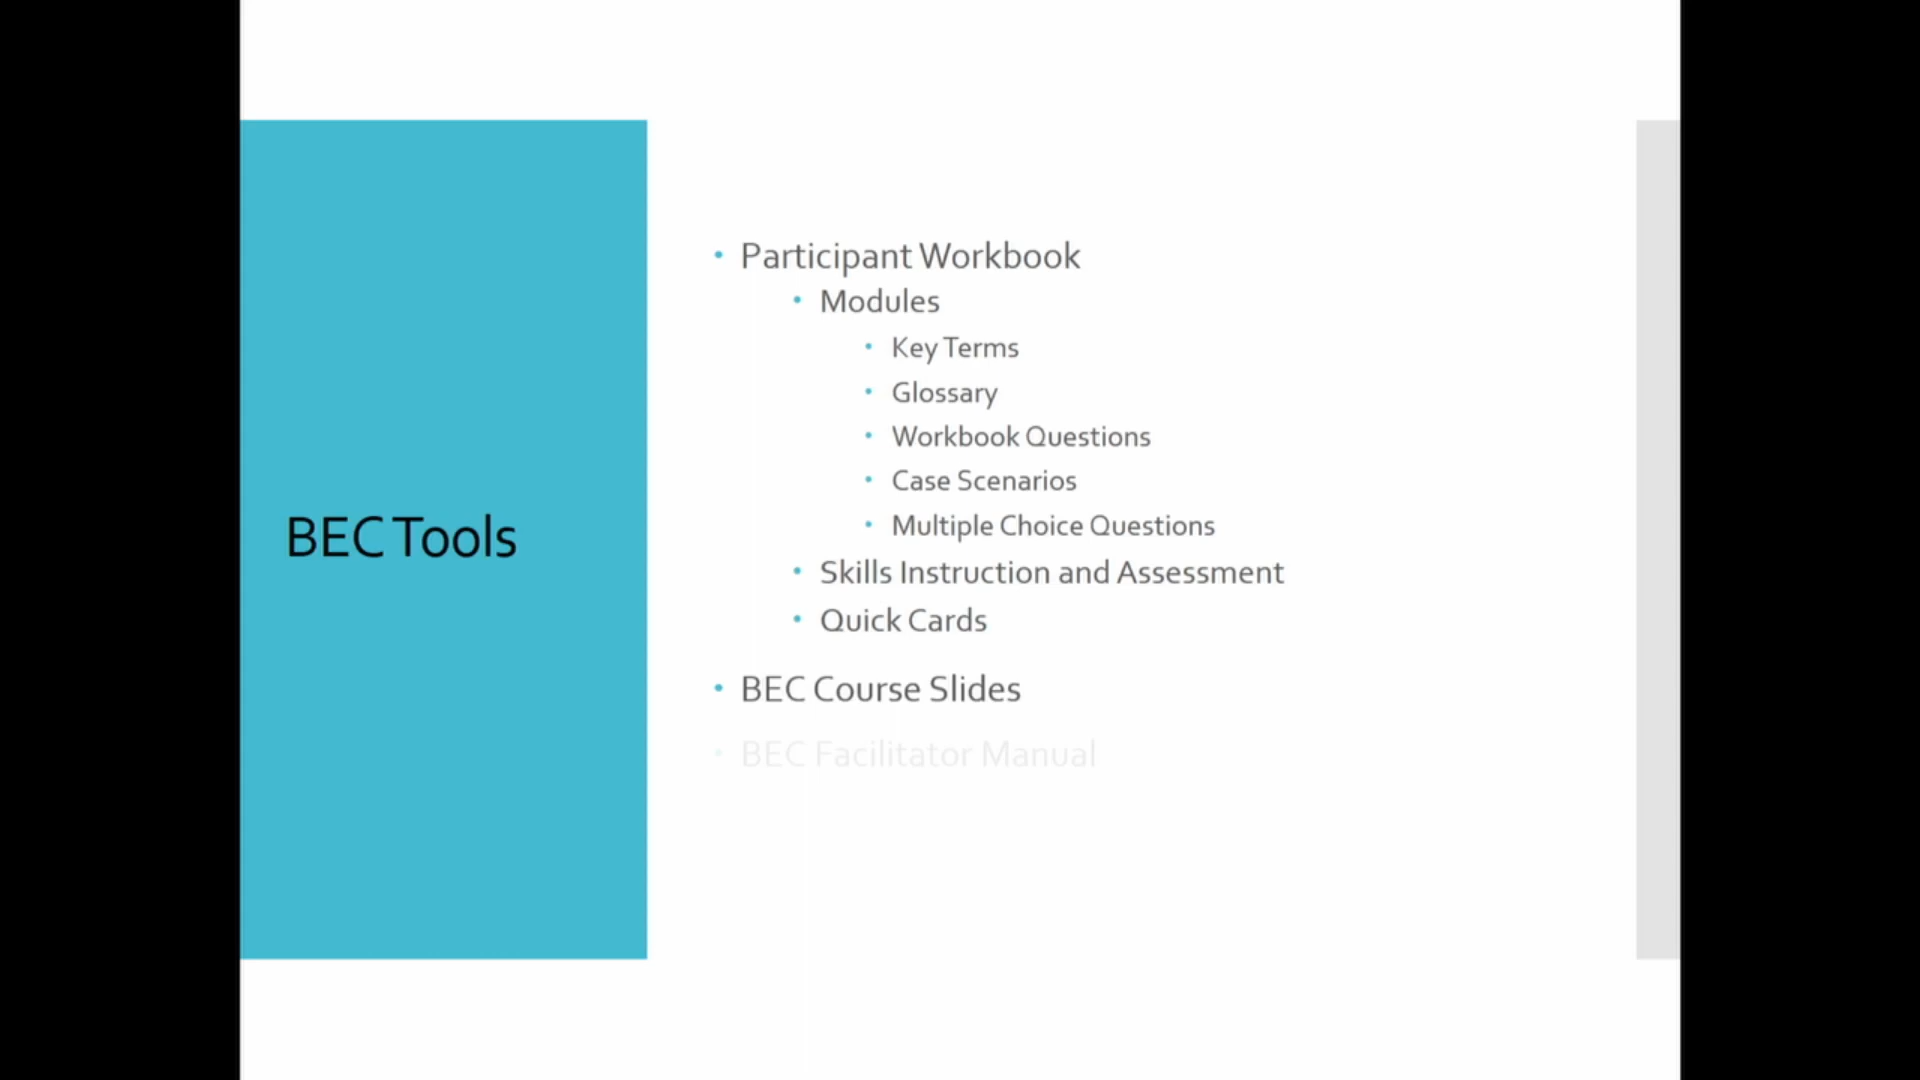 BEC Tools
• Participant Workbook
• Modules
• Key Terms
• Glossary
• Workbook Questions
• Case Scenarios
• Multiple Choice Questions
• Skills Instruction and Assessment
• Quick Cards
• BEC Course Slides
• BEC Facilitator Manual